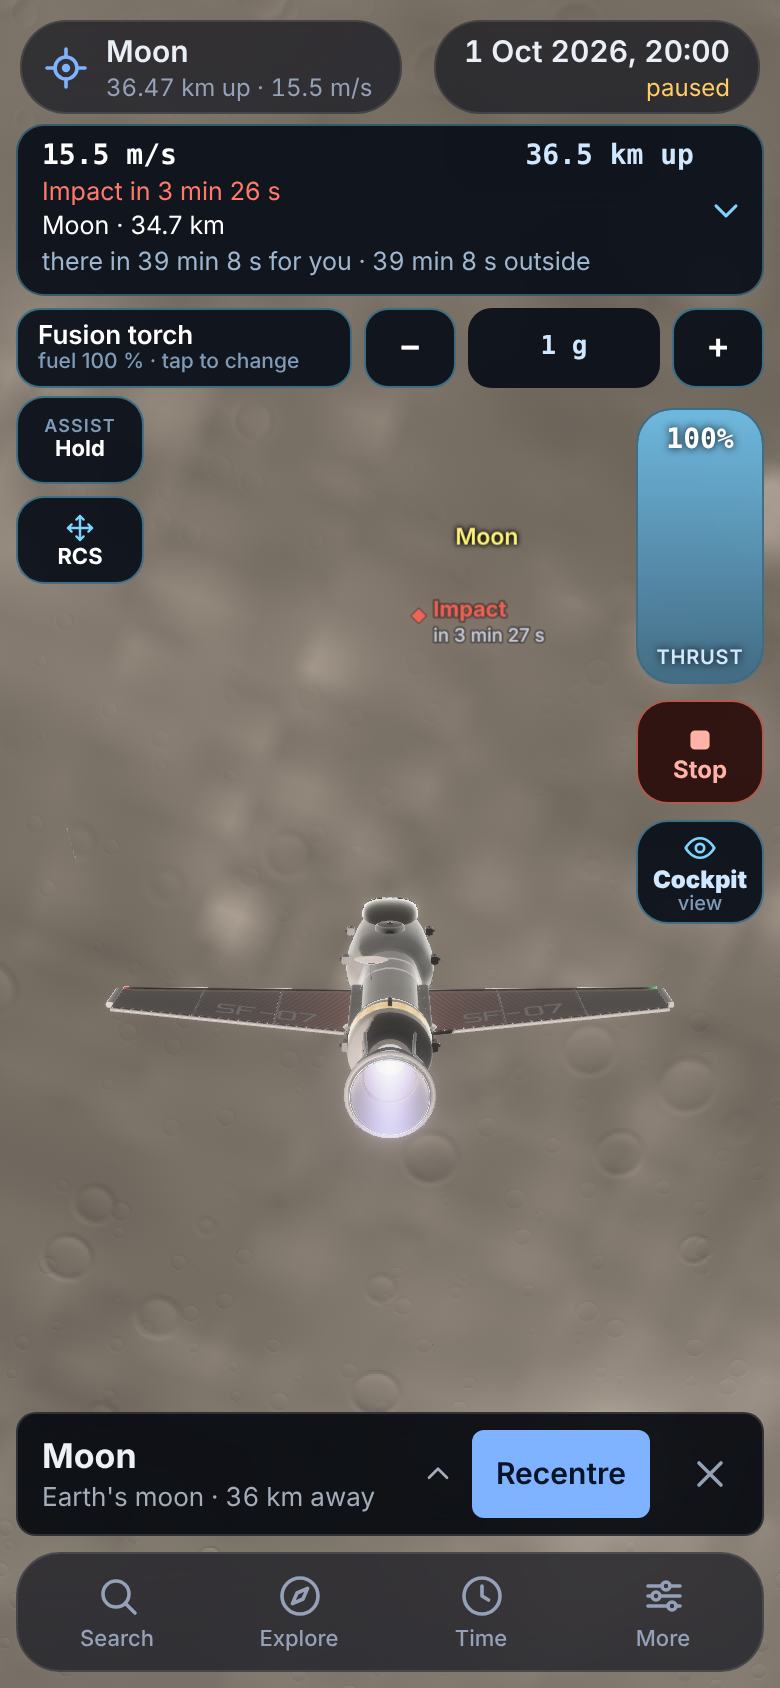 Moon
36.47 km up · 15.5 m/s
1 Oct 2026, 20:00
paused
15.5 m/s
36.5 km up
Impact in 3 min 26 s
Moon · 34.7 km
there in 39 min 8 s for you · 39 min 8 s outside
Fusion torch
fuel 100 % · tap to change
−
1 g
+
ASSIST
Hold
100%
RCS
Moon
Impact
in 3 min 27 s
THRUST
Stop
Cockpit
view
SF-07
SF-07
Moon
Earth's moon · 36 km away
Recentre
Search
Explore
Time
More